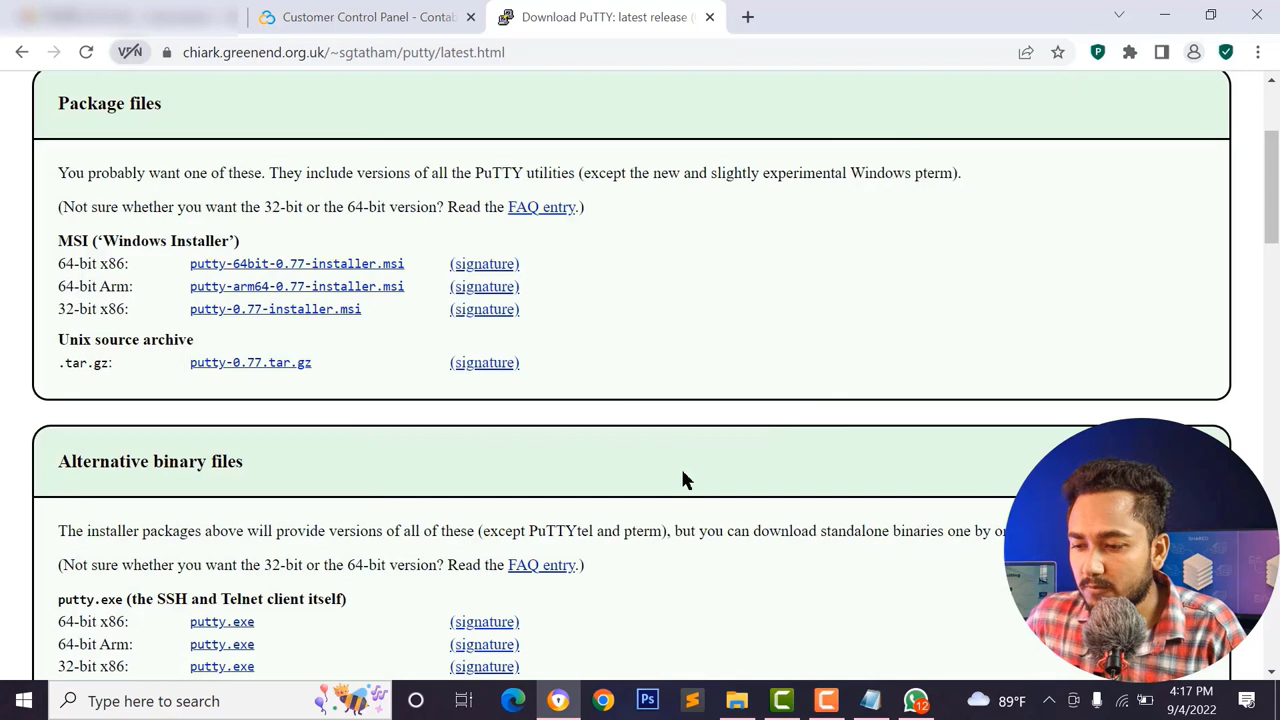 Customer Control Panel - Contab
Download PuTTY: latest release (
VPN
chiark.greenend.org.uk/~sgtatham/putty/latest.html
Package files
You probably want one of these. They include versions of all the PuTTY utilities (except the new and slightly experimental Windows pterm).
(Not sure whether you want the 32-bit or the 64-bit version? Read the FAQ entry.)
MSI (‘Windows Installer’)
64-bit x86: putty-64bit-0.77-installer.msi (signature)
64-bit Arm: putty-arm64-0.77-installer.msi (signature)
32-bit x86: putty-0.77-installer.msi (signature)
Unix source archive
.tar.gz: putty-0.77.tar.gz (signature)
Alternative binary files
The installer packages above will provide versions of all of these (except PuTTYtel and pterm), but you can download standalone binaries one by
(Not sure whether you want the 32-bit or the 64-bit version? Read the FAQ entry.)
putty.exe (the SSH and Telnet client itself)
64-bit x86: putty.exe (signature)
64-bit Arm: putty.exe (signature)
32-bit x86: putty.exe (signature)
Type here to search
Ps
12
89°F
4:17 PM
9/4/2022